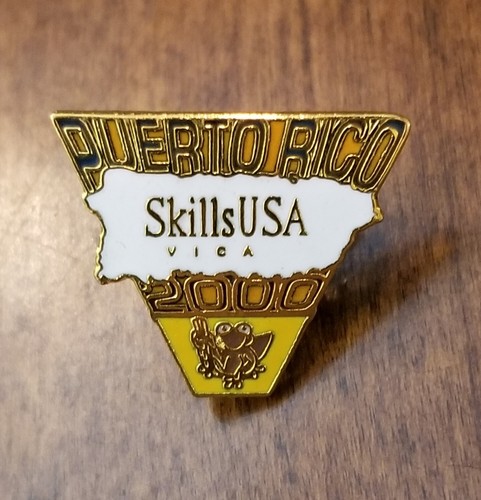 PUERTO RICO
SkillsUSA
VICA
2000